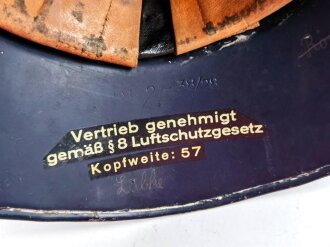 Vertrieb genehmigt
gemäß § 8 Luftschutzgesetz
Kopfweite: 57